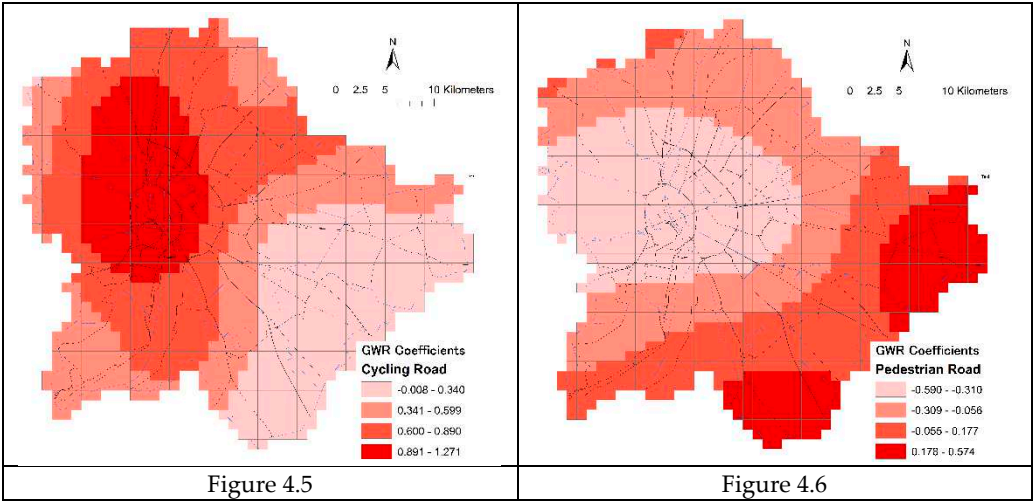 N
0 2.5 5 10 Kilometers
GWR Coefficients
Cycling Road
-0.008 - 0.340
0.341 - 0.599
0.600 - 0.890
0.891 - 1.271
Figure 4.5
N
0 2.5 5 10 Kilometers
GWR Coefficients
Pedestrian Road
-0.590 - -0.310
-0.309 - -0.056
-0.055 - 0.177
0.178 - 0.574
Figure 4.6